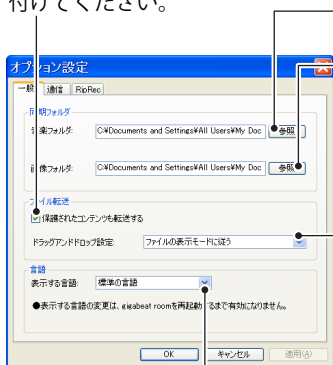 付けてください。
オプション設定
一般 通信 RipRec
同期フォルダ
音楽フォルダ: C:¥Documents and Settings¥All Users¥My Doc 参照
画像フォルダ: C:¥Documents and Settings¥All Users¥My Doc 参照
ファイル転送
保護されたコンテンツも転送する
ドラッグアンドドロップ設定: ファイルの表示モードに従う
言語
表示する言語: 標準の言語
●表示する言語の変更は、gigabeat roomを再起動するまで有効になりません。
OK キャンセル 適用(A)